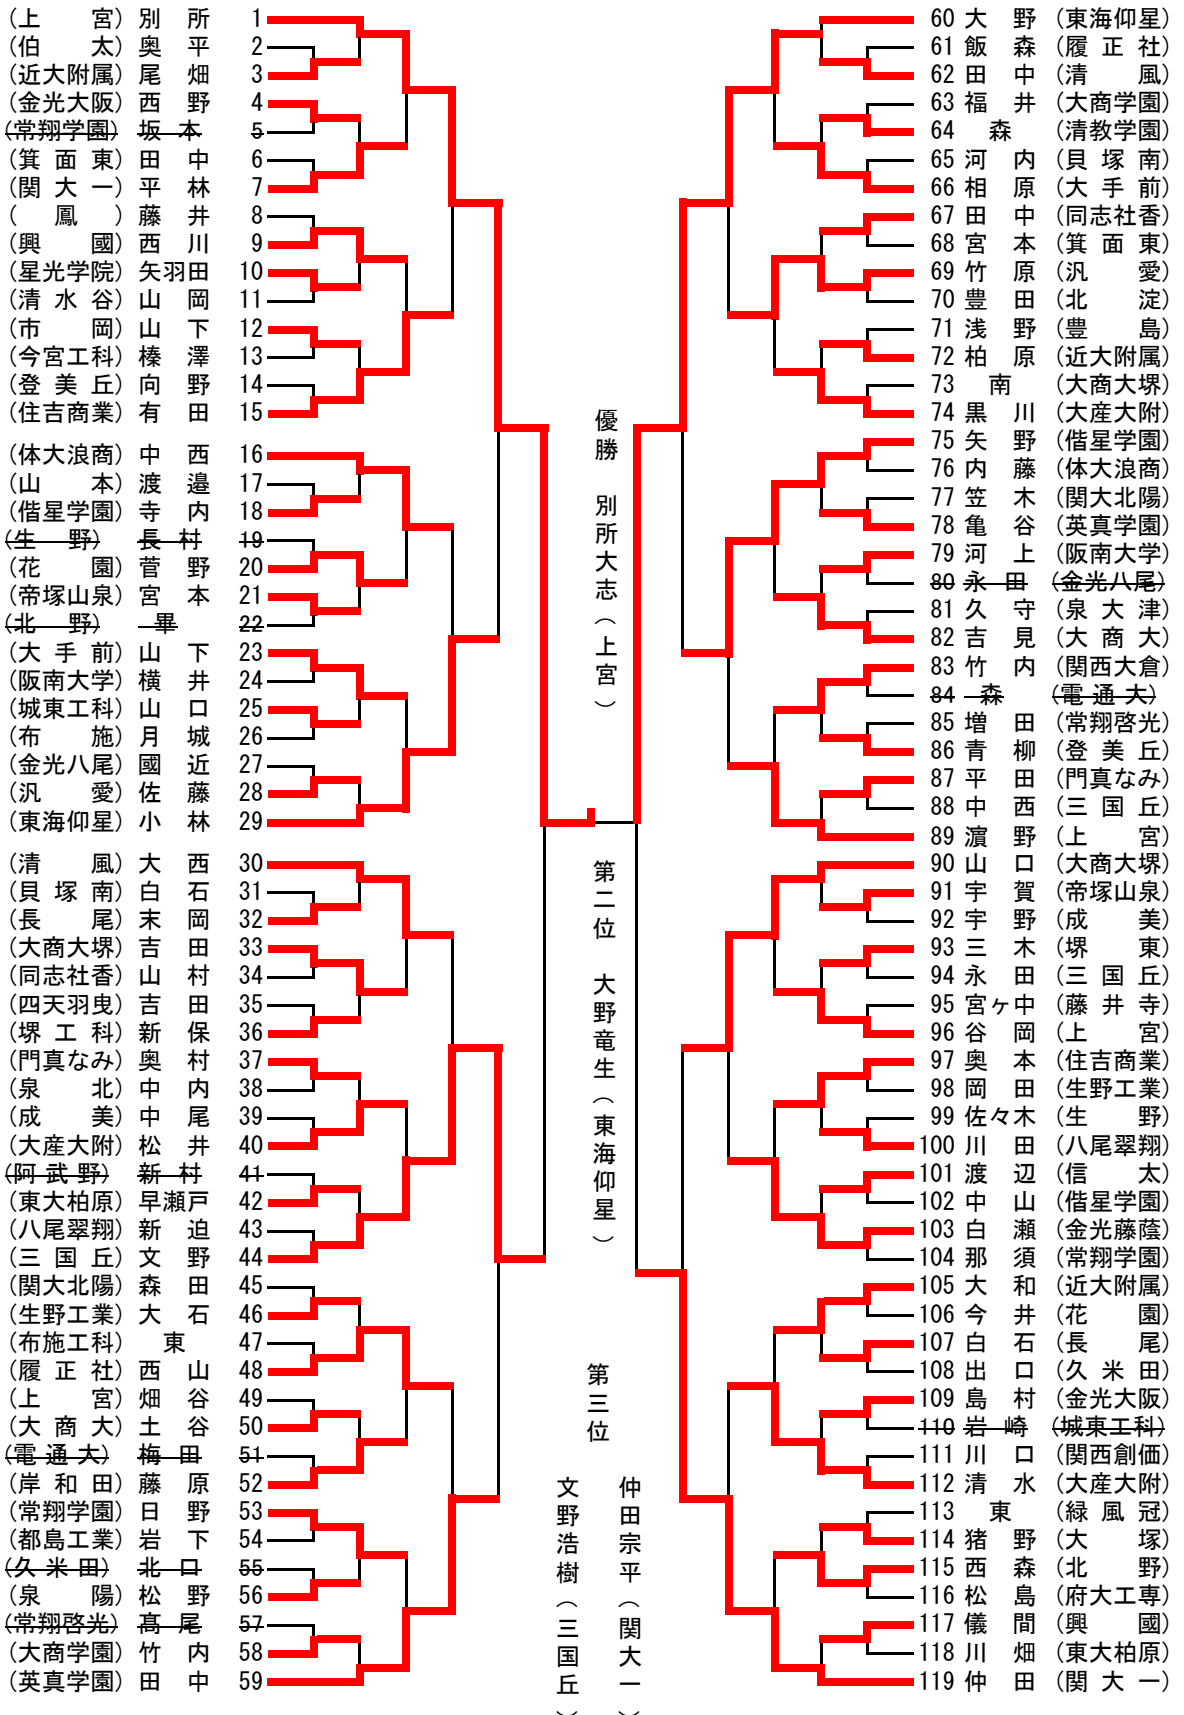 (上宮) 別所 1
(伯太) 奥平 2
(近大附属) 尾畑 3
(金光大阪) 西野 4
(常翔学園) 坂本 5
(箕面東) 田中 6
(関大一) 平林 7
(鳳) 藤井 8
(興國) 西川 9
(星光学院) 矢羽田 10
(清水谷) 山岡 11
(市岡) 山下 12
(今宮工科) 榛澤 13
(登美丘) 向野 14
(住吉商業) 有田 15
(体大浪商) 中西 16
(山本) 渡邉 17
(偕星学園) 寺内 18
(生野) 長村 19
(花園) 菅野 20
(帝塚山泉) 宮本 21
(北野) 畢 22
(大手前) 山下 23
(阪南大学) 横井 24
(城東工科) 山口 25
(布施) 月城 26
(金光八尾) 國近 27
(汎愛) 佐藤 28
(東海仰星) 小林 29
(清風) 大西 30
(貝塚南) 白石 31
(長尾) 末岡 32
(大商大堺) 吉田 33
(同志社香) 山村 34
(四天羽曳) 吉田 35
(堺工科) 新保 36
(門真なみ) 奥村 37
(泉北) 中内 38
(成美) 中尾 39
(大産大附) 松井 40
(阿武野) 新村 41
(東大柏原) 早瀬戸 42
(八尾翠翔) 新迫 43
(三国丘) 文野 44
(関大北陽) 森田 45
(生野工業) 大石 46
(布施工科) 東 47
(履正社) 西山 48
(上宮) 畑谷 49
(大商大) 土谷 50
(電通大) 梅田 51
(岸和田) 藤原 52
(常翔学園) 日野 53
(都島工業) 岩下 54
(久米田) 北口 55
(泉陽) 松野 56
(常翔啓光) 髙尾 57
(大商学園) 竹内 58
(英真学園) 田中 59
優勝 別所大志(上宮)
第二位 大野竜生(東海仰星)
第三位
仲田宗平(関大一)
文野浩樹(三国丘)
60 大野 (東海仰星)
61 飯森 (履正社)
62 田中 (清風)
63 福井 (大商学園)
64 森 (清教学園)
65 河内 (貝塚南)
66 相原 (大手前)
67 田中 (同志社香)
68 宮本 (箕面東)
69 竹原 (汎愛)
70 豊田 (北淀)
71 浅野 (豊島)
72 柏原 (近大附属)
73 南 (大商大堺)
74 黒川 (大産大附)
75 矢野 (偕星学園)
76 内藤 (体大浪商)
77 笠木 (関大北陽)
78 亀谷 (英真学園)
79 河上 (阪南大学)
80 永田 (金光八尾)
81 久守 (泉大津)
82 吉見 (大商大)
83 竹内 (関西大倉)
84 森 (電通大)
85 増田 (常翔啓光)
86 青柳 (登美丘)
87 平田 (門真なみ)
88 中西 (三国丘)
89 濵野 (上宮)
90 山口 (大商大堺)
91 宇賀 (帝塚山泉)
92 宇野 (成美)
93 三木 (堺東)
94 永田 (三国丘)
95 宮ヶ中 (藤井寺)
96 谷岡 (上宮)
97 奥本 (住吉商業)
98 岡田 (生野工業)
99 佐々木 (生野)
100 川田 (八尾翠翔)
101 渡辺 (信太)
102 中山 (偕星学園)
103 白瀬 (金光藤蔭)
104 那須 (常翔学園)
105 大和 (近大附属)
106 今井 (花園)
107 白石 (長尾)
108 出口 (久米田)
109 島村 (金光大阪)
110 岩崎 (城東工科)
111 川口 (関西創価)
112 清水 (大産大附)
113 東 (緑風冠)
114 猪野 (大塚)
115 西森 (北野)
116 松島 (府大工専)
117 儀間 (興國)
118 川畑 (東大柏原)
119 仲田 (関大一)